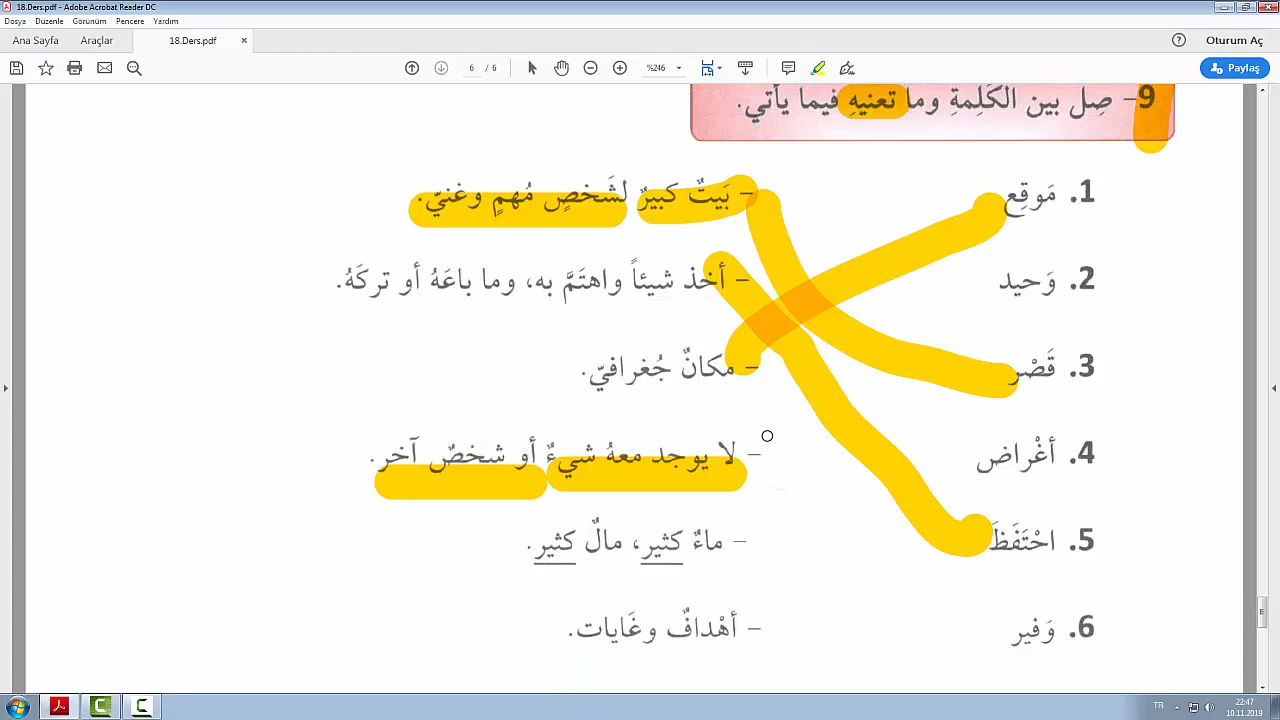 18.Ders.pdf - Adobe Acrobat Reader DC
Dosya Düzenle Görünüm Pencere Yardım
Ana Sayfa Araçlar 18.Ders.pdf × Oturum Aç
6 / 6 %246 Paylaş
9- صِل بين الكَلِمةِ وما تعنيهِ فيما يأتي.
1. مَوقِع – بَيتٌ كبيرٌ لشَخصٍ مُهمٍ وغنيّ.
2. وَحيد – أخذ شيئاً واهتَمَّ به، وما باعَهُ أو تركَهُ.
3. قَصْر – مكانٌ جُغرافيّ.
4. أغْراض – لا يوجد معهُ شيءٌ أو شخصٌ آخر.
5. احْتَفَظَ – ماءٌ كثير، مالٌ كثير.
6. وَفير – أهْدافٌ وغَايات.
TR 22:47
10.11.2019